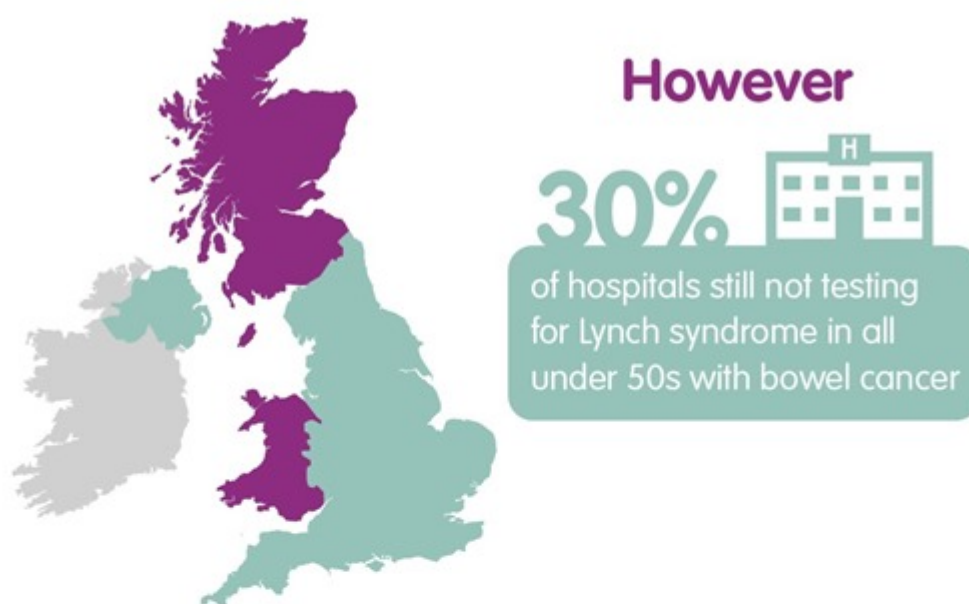 However
H
30%
of hospitals still not testing
for Lynch syndrome in all
under 50s with bowel cancer